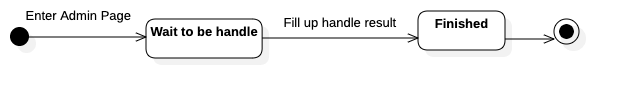 Enter Admin Page
Wait to be handle
Fill up handle result
Finished